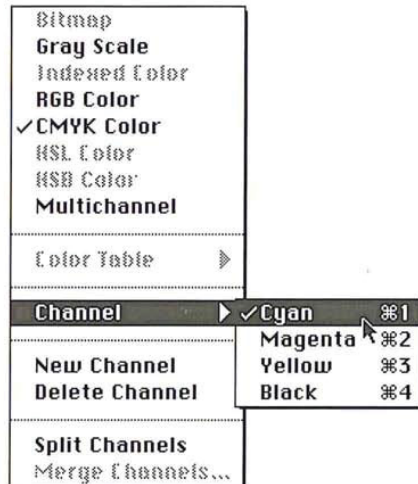 Bitmap
Gray Scale
Indexed Color
RGB Color
✓CMYK Color
HSL Color
HSB Color
Multichannel
Color Table
Channel
✓Cyan ⌘1
Magenta ⌘2
Yellow ⌘3
Black ⌘4
New Channel
Delete Channel
Split Channels
Merge Channels...